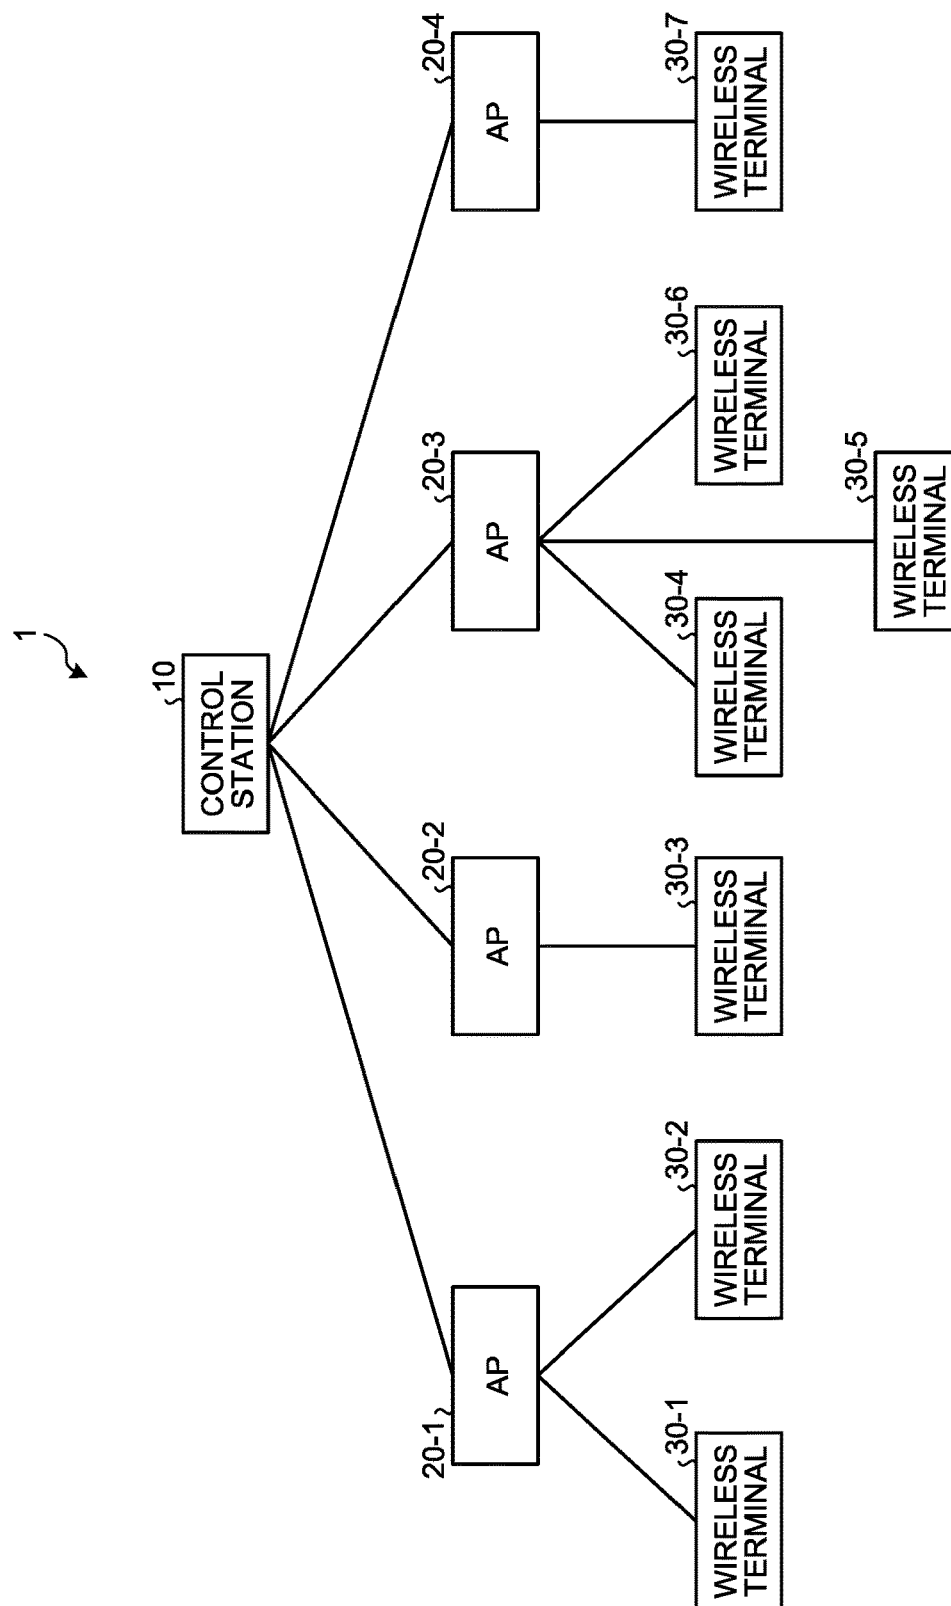 1
10
CONTROL
STATION
20-1
AP
20-2
AP
20-3
AP
20-4
AP
30-1
WIRELESS
TERMINAL
30-2
WIRELESS
TERMINAL
30-3
WIRELESS
TERMINAL
30-4
WIRELESS
TERMINAL
30-6
WIRELESS
TERMINAL
30-7
WIRELESS
TERMINAL
30-5
WIRELESS
TERMINAL